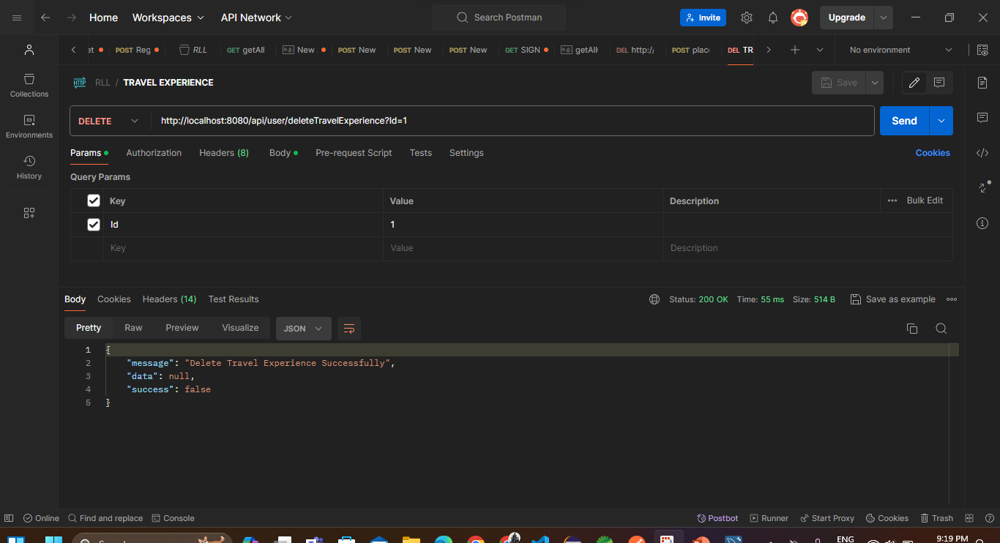 Home Workspaces API Network Search Postman Invite Upgrade
POST Reg RLL GET getAll e.g. New POST New POST New POST New GET SIGN e.g. getAll DEL http:/ POST plac DEL TR No environment
HTTP RLL / TRAVEL EXPERIENCE Save
Collections
DELETE http://localhost:8080/api/user/deleteTravelExperience?Id=1 Send
Environments
Params Authorization Headers (8) Body Pre-request Script Tests Settings Cookies
History
Query Params
Key Value Description Bulk Edit
Id 1
Key Value Description
Body Cookies Headers (14) Test Results Status: 200 OK Time: 55 ms Size: 514 B Save as example
Pretty Raw Preview Visualize JSON
1 {
2 "message": "Delete Travel Experience Successfully",
3 "data": null,
4 "success": false
5 }
Online Find and replace Console Postbot Runner Start Proxy Cookies Trash
ENG 9:19 PM